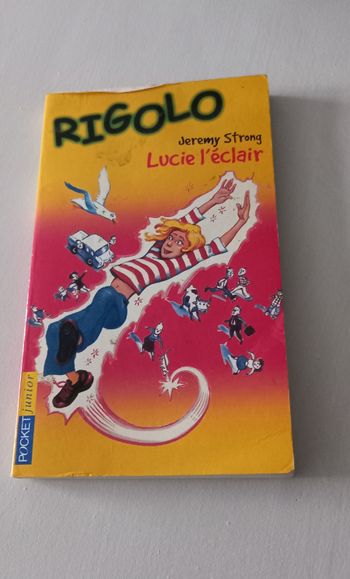 RIGOLO
Jeremy Strong
Lucie l'éclair
POCKET junior